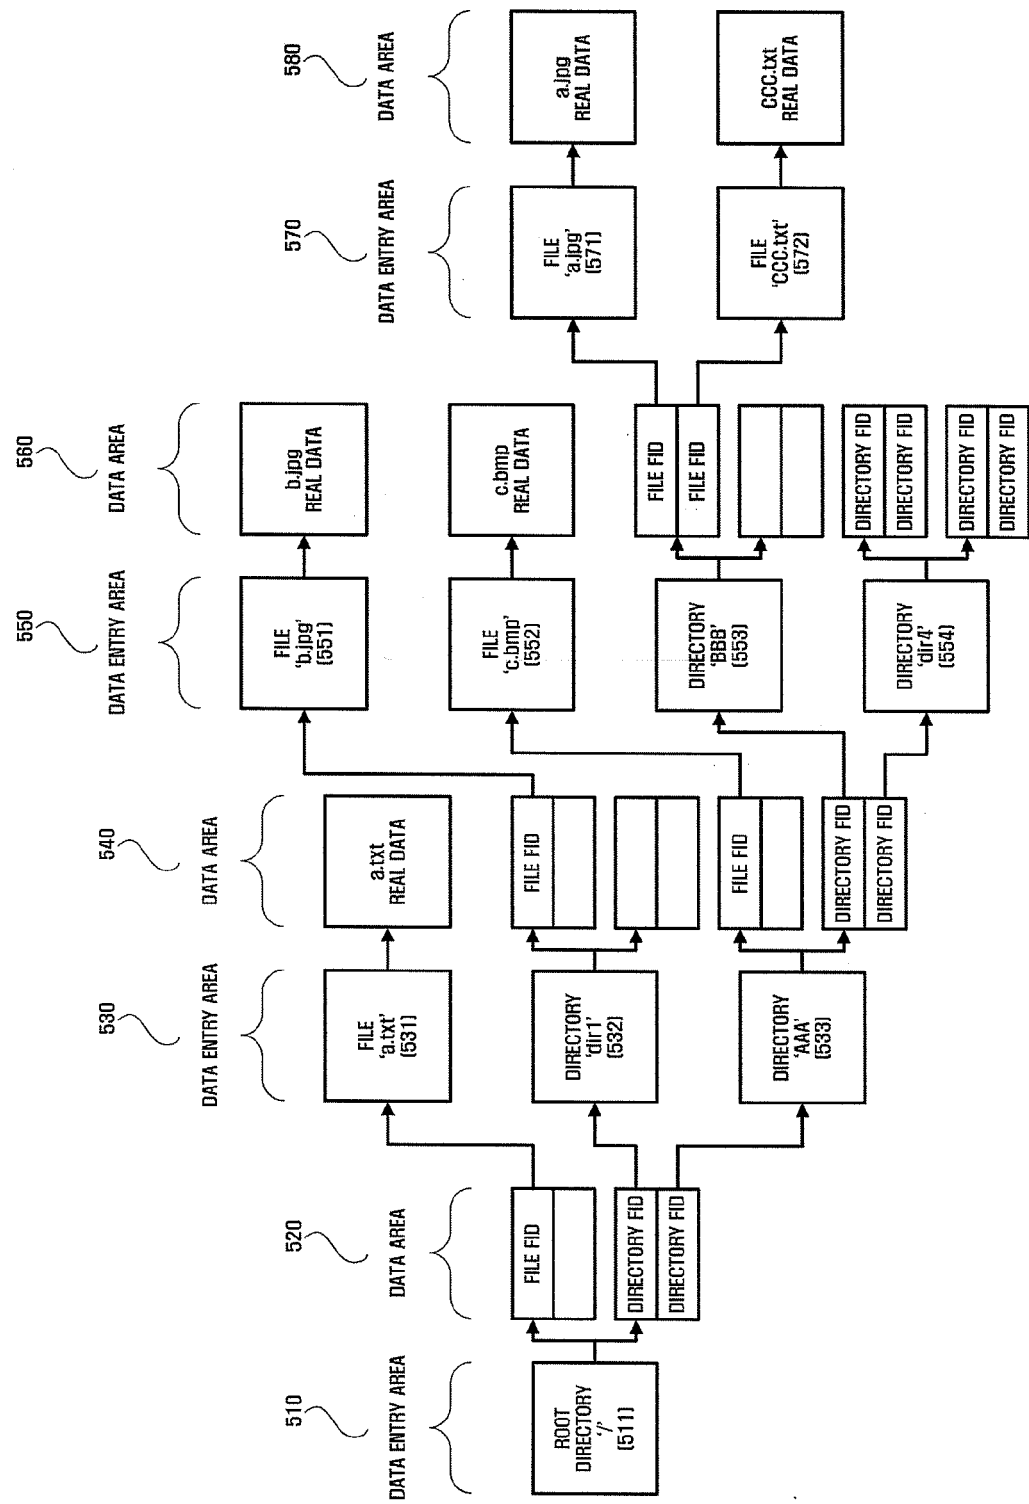 510
DATA ENTRY AREA
ROOT
DIRECTORY
'/'
(511)
520
DATA AREA
FILE FID
DIRECTORY FID
DIRECTORY FID
530
DATA ENTRY AREA
FILE
'a.txt'
(531)
DIRECTORY
'dir1'
(532)
DIRECTORY
'AAA'
(533)
540
DATA AREA
a.txt
REAL DATA
FILE FID
FILE FID
DIRECTORY FID
DIRECTORY FID
550
DATA ENTRY AREA
FILE
'b.jpg'
(551)
FILE
'c.bmp'
(552)
DIRECTORY
'BBB'
(553)
DIRECTORY
'dir4'
(554)
560
DATA AREA
b.jpg
REAL DATA
c.bmp
REAL DATA
FILE FID
FILE FID
DIRECTORY FID
DIRECTORY FID
DIRECTORY FID
DIRECTORY FID
570
DATA ENTRY AREA
FILE
'a.jpg'
(571)
FILE
'CCC.txt'
(572)
580
DATA AREA
a.jpg
REAL DATA
CCC.txt
REAL DATA